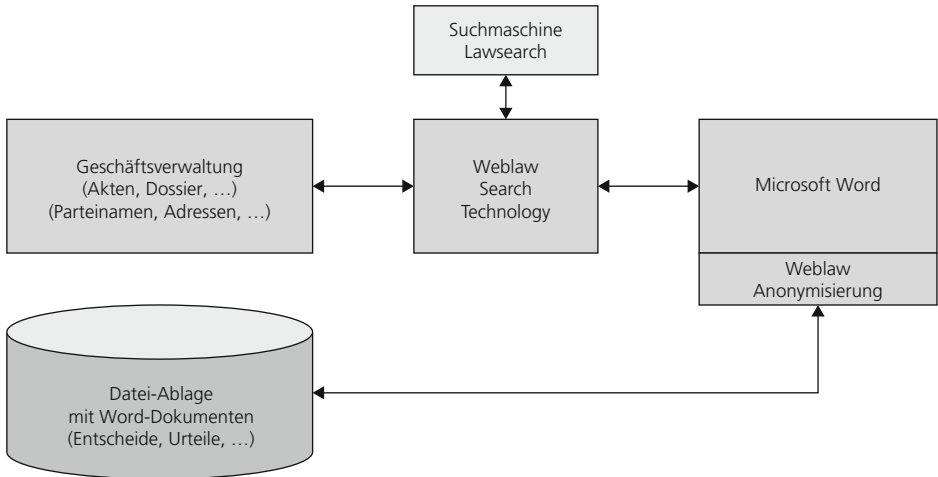 Suchmaschine
Lawsearch
Geschäftsverwaltung
(Akten, Dossier, …)
(Parteinamen, Adressen, …)
Weblaw
Search
Technology
Microsoft Word
Weblaw
Anonymisierung
Datei-Ablage
mit Word-Dokumenten
(Entscheide, Urteile, …)